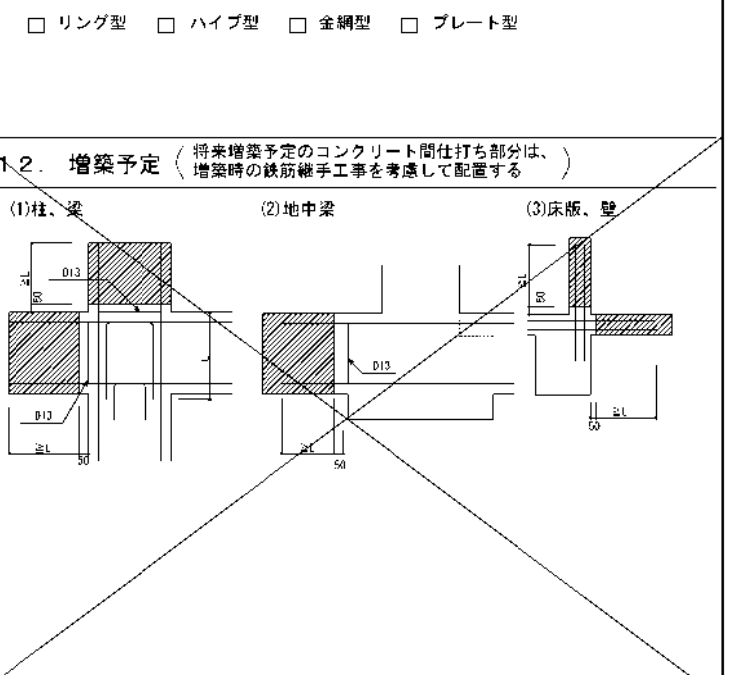 □ リング型 □ ハイプ型 □ 金網型 □ プレート型
12. 増築予定〈将来増築予定のコンクリート間仕打ち部分は、
増築時の鉄筋継手工事を考慮して配置する〉
(1)柱、梁 (2)地中梁 (3)床版、壁
≧L
50
D13
L
D13
≧L
50
D13
≧L
50
≧L
50
≧L
50